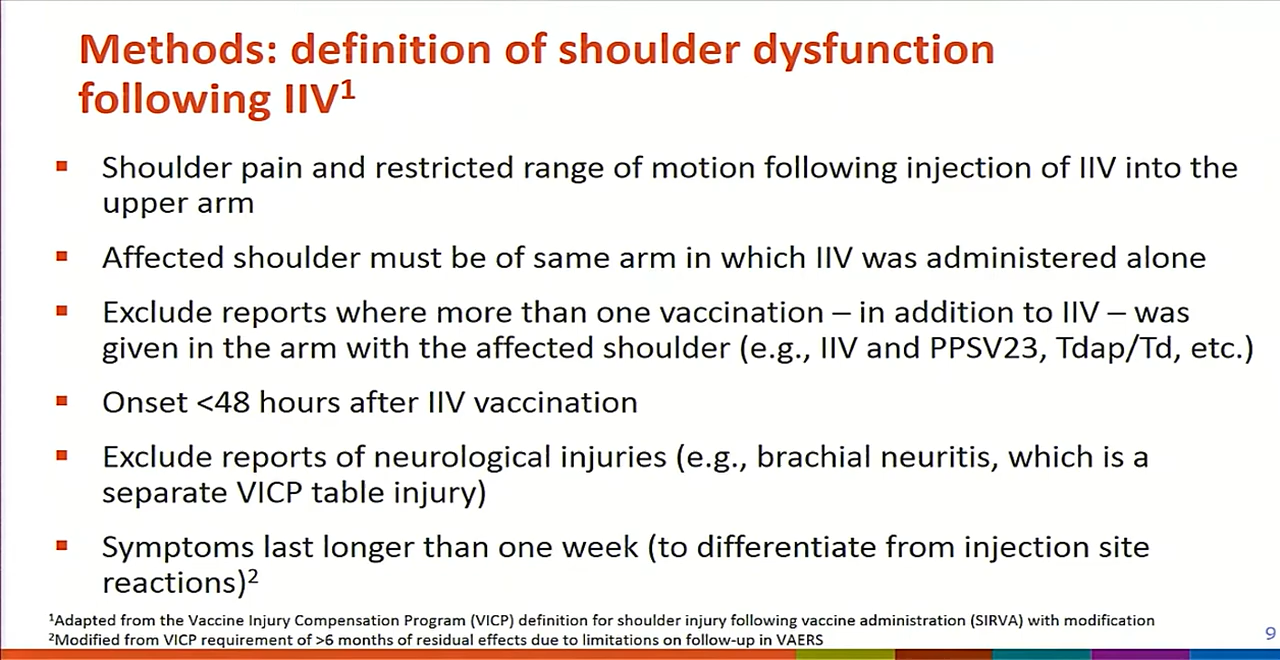 Methods: definition of shoulder dysfunction
following IIV¹
▪ Shoulder pain and restricted range of motion following injection of IIV into the
upper arm
▪ Affected shoulder must be of same arm in which IIV was administered alone
▪ Exclude reports where more than one vaccination – in addition to IIV – was
given in the arm with the affected shoulder (e.g., IIV and PPSV23, Tdap/Td, etc.)
▪ Onset <48 hours after IIV vaccination
▪ Exclude reports of neurological injuries (e.g., brachial neuritis, which is a
separate VICP table injury)
▪ Symptoms last longer than one week (to differentiate from injection site
reactions)²
¹Adapted from the Vaccine Injury Compensation Program (VICP) definition for shoulder injury following vaccine administration (SIRVA) with modification
²Modified from VICP requirement of >6 months of residual effects due to limitations on follow-up in VAERS
9